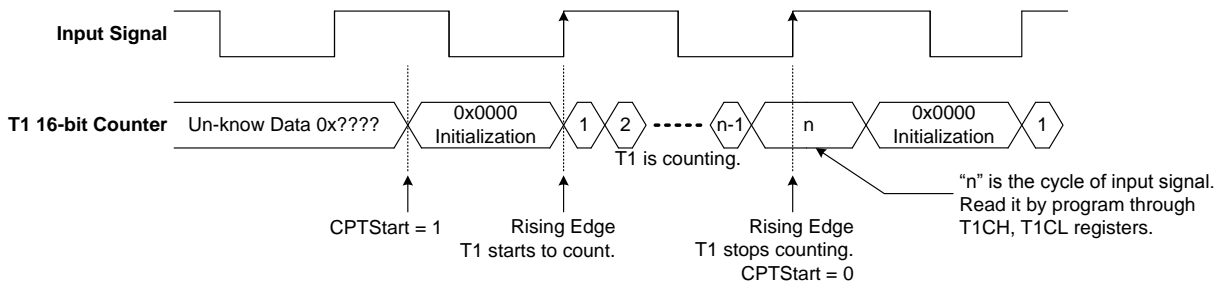 Input Signal
T1 16-bit Counter
Un-know Data 0x????
0x0000
Initialization
1
2
n-1
n
0x0000
Initialization
1
T1 is counting.
CPTStart = 1
Rising Edge
T1 starts to count.
Rising Edge
T1 stops counting.
CPTStart = 0
“n” is the cycle of input signal.
Read it by program through
T1CH, T1CL registers.